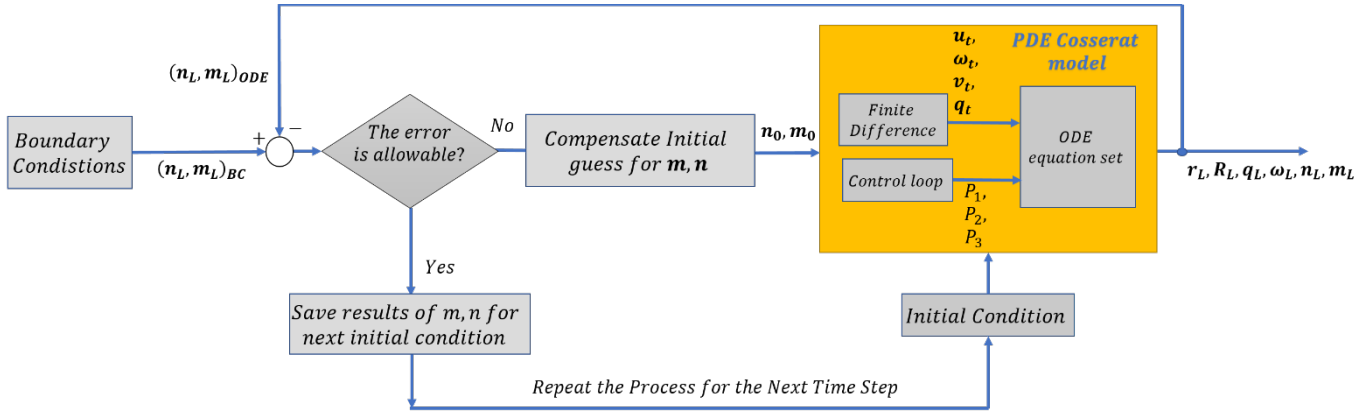 (n_L, m_L)_ODE
Boundary
Condistions
+
−
(n_L, m_L)_BC
The error
is allowable?
No
Yes
Compensate Initial
guess for m, n
n_0, m_0
PDE Cosserat
model
u_t,
ω_t,
v_t,
q_t
Finite
Difference
Control loop
P_1,
P_2,
P_3
ODE
equation set
r_L, R_L, q_L, ω_L, n_L, m_L
Save results of m, n for
next initial condition
Initial Condition
Repeat the Process for the Next Time Step